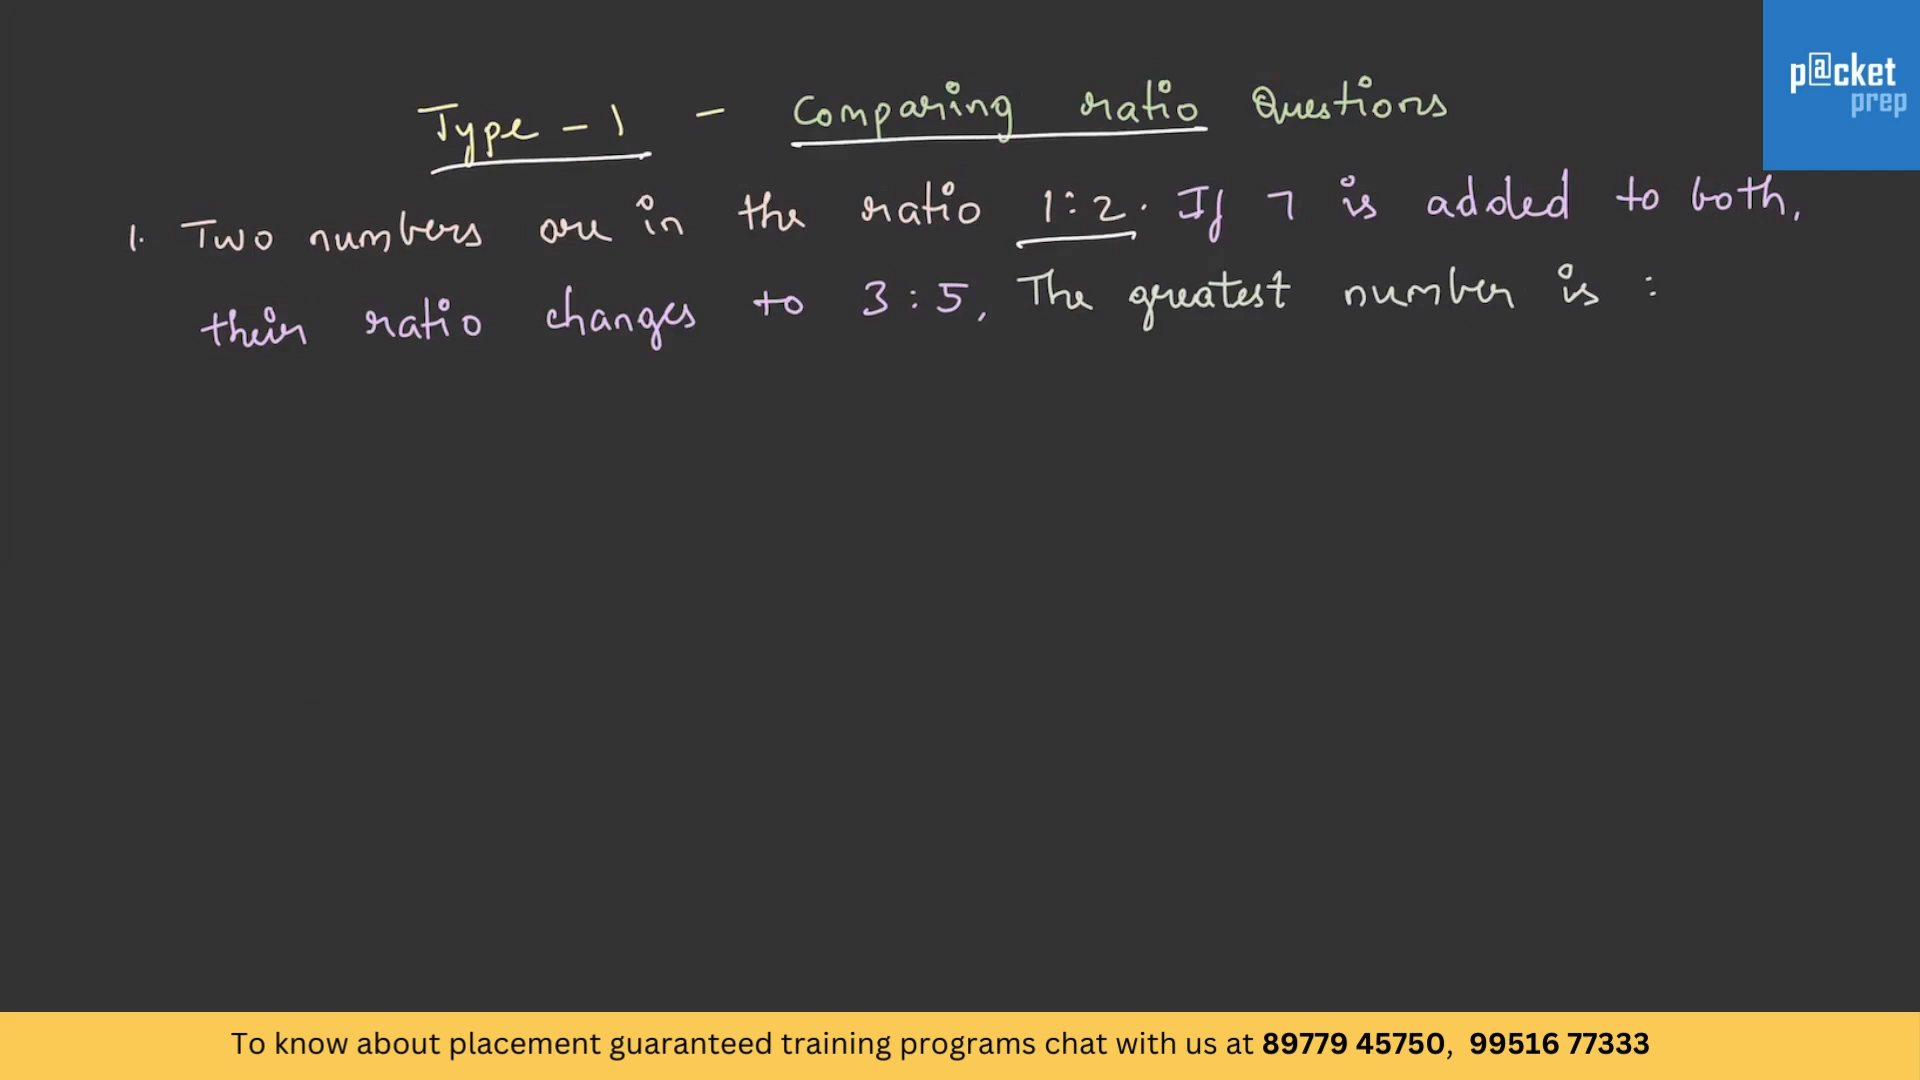 p@cket
prep
Type - 1 - Comparing ratio Questions
1. Two numbers are in the ratio 1:2. If 7 is added to both,
their ratio changes to 3:5, The greatest number is :
To know about placement guaranteed training programs chat with us at 89779 45750, 99516 77333